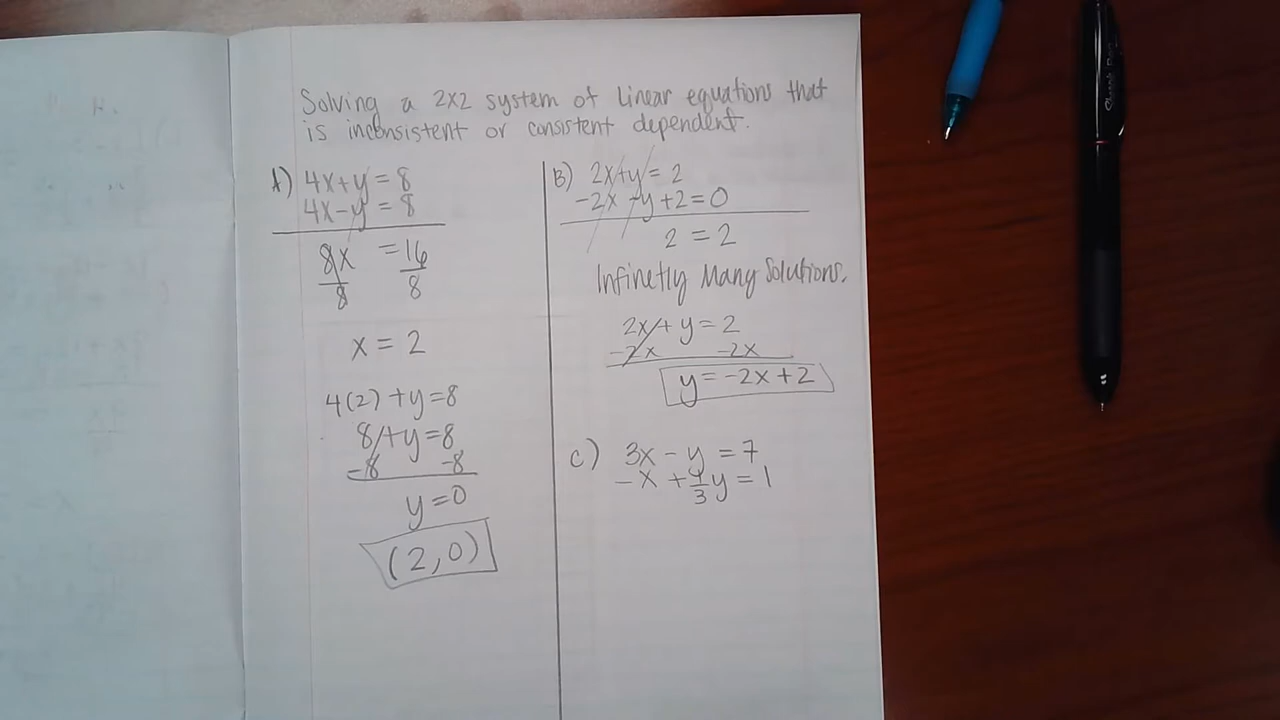 Solving a 2x2 system of linear equations that
is inconsistent or consistent dependent.
A) 4x+y = 8
4x-y = 8
8x = 16
8 8
x = 2
4(2) +y=8
8+y=8
-8 -8
y=0
(2,0)
B) 2x+y = 2
-2x -y+2=0
2 = 2
Infinetly Many Solutions.
2x+y=2
-2x -2x
y=-2x+2
C) 3x - y = 7
-x + 4/3 y = 1